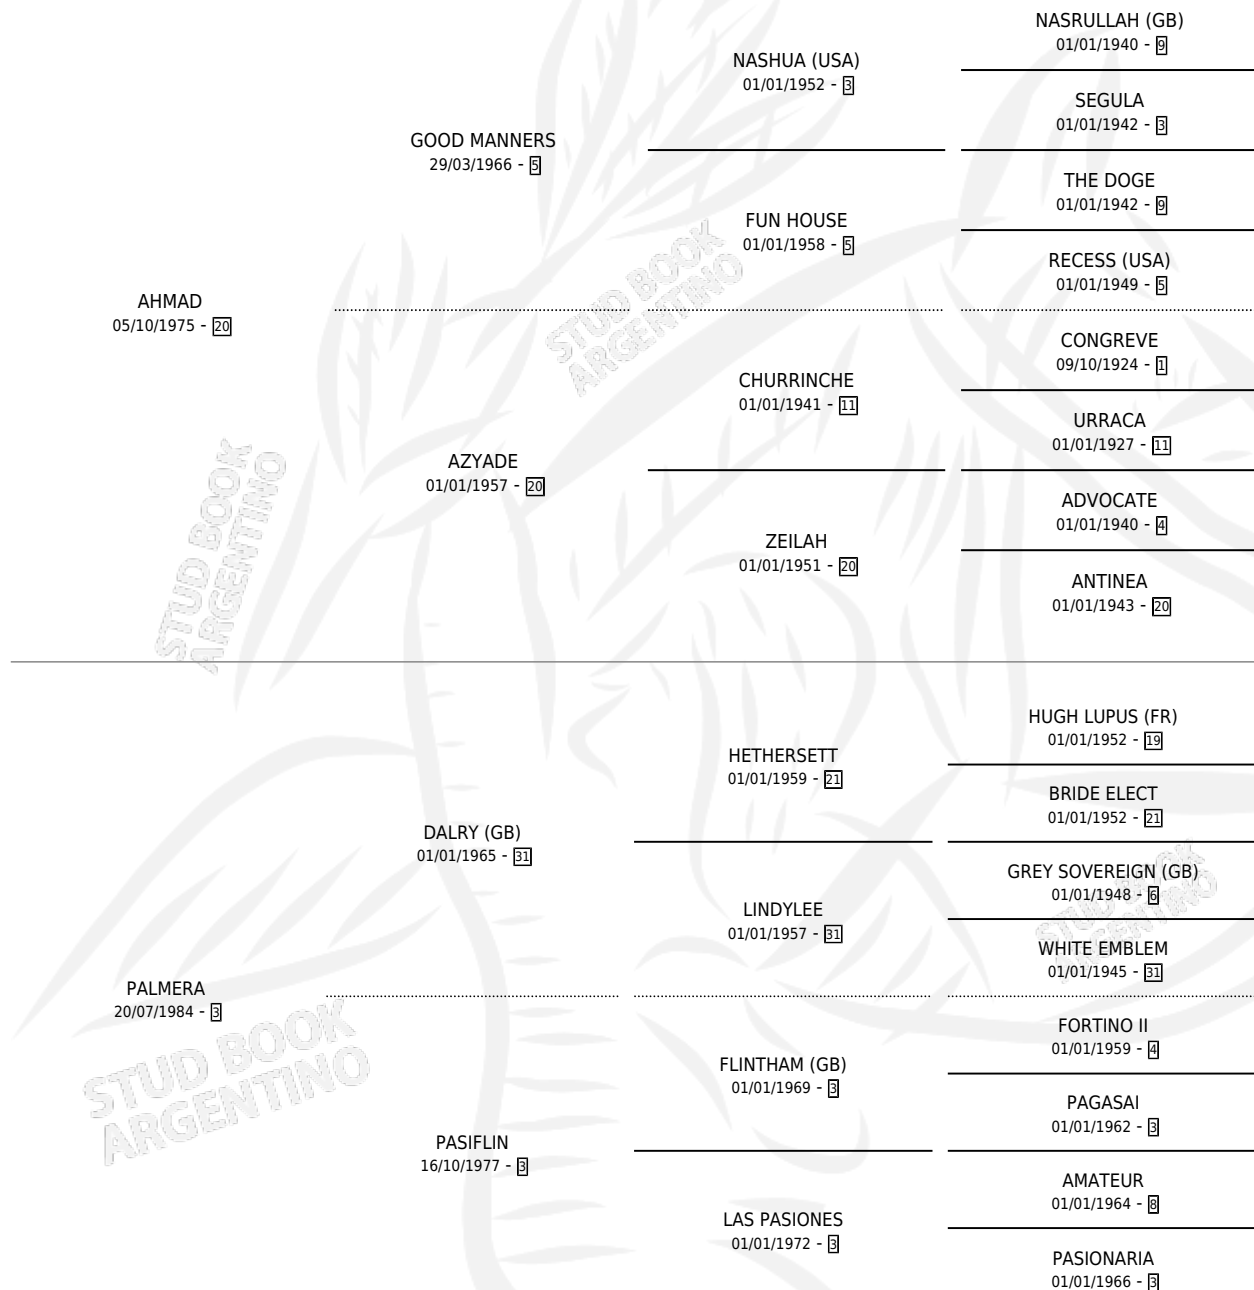 NASRULLAH (GB)
01/01/1940 - 9
NASHUA (USA)
01/01/1952 - 3
SEGULA
01/01/1942 - 3
GOOD MANNERS
29/03/1966 - 5
THE DOGE
01/01/1942 - 9
FUN HOUSE
01/01/1958 - 5
RECESS (USA)
01/01/1949 - 5
AHMAD
05/10/1975 - 20
CONGREVE
09/10/1924 - 1
CHURRINCHE
01/01/1941 - 11
URRACA
01/01/1927 - 11
AZYADE
01/01/1957 - 20
ADVOCATE
01/01/1940 - 4
ZEILAH
01/01/1951 - 20
ANTINEA
01/01/1943 - 20
STUD BOOK
ARGENTINO
STUD BOOK
ARGENTINO
HUGH LUPUS (FR)
01/01/1952 - 19
HETHERSETT
01/01/1959 - 21
BRIDE ELECT
01/01/1952 - 21
DALRY (GB)
01/01/1965 - 31
GREY SOVEREIGN (GB)
01/01/1948 - 6
LINDYLEE
01/01/1957 - 31
WHITE EMBLEM
01/01/1945 - 31
PALMERA
20/07/1984 - 3
FORTINO II
01/01/1959 - 4
FLINTHAM (GB)
01/01/1969 - 3
PAGASAI
01/01/1962 - 3
PASIFLIN
16/10/1977 - 3
AMATEUR
01/01/1964 - 8
LAS PASIONES
01/01/1972 - 3
PASIONARIA
01/01/1966 - 3
STUD BOOK
ARGENTINO
STUD BOOK
ARGENTINO